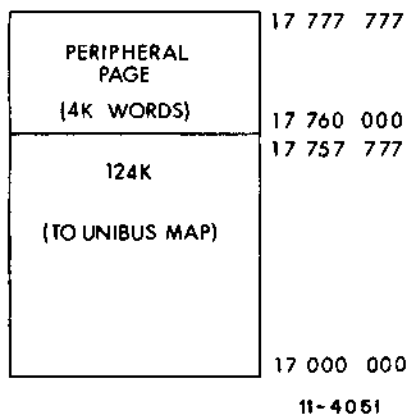 17 777 777
PERIPHERAL
PAGE
(4K WORDS)
17 760 000
17 757 777
124K
(TO UNIBUS MAP)
17 000 000
11-4051